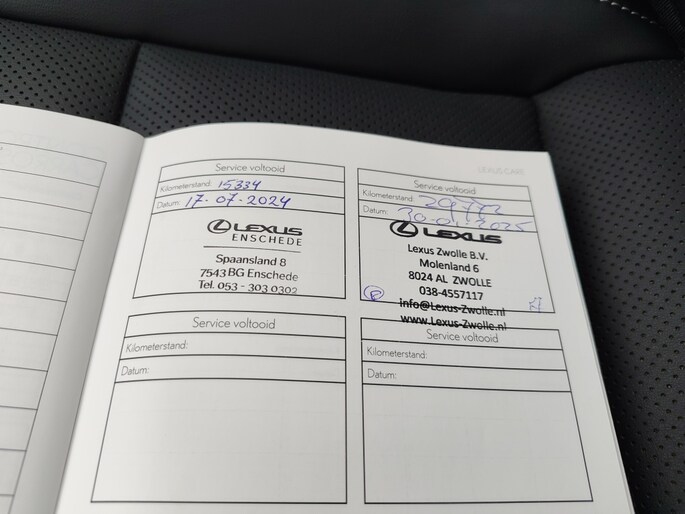 LEXUS CARE
Service voltooid
Kilometerstand: 15334
Datum: 17-07-2024
LEXUS
ENSCHEDE
Spaansland 8
7543 BG Enschede
Tel. 053 - 303 0302
Service voltooid
Kilometerstand:
Datum:
LEXUS
Lexus Zwolle B.V.
Molenland 6
8024 AL ZWOLLE
038-4557117
info@Lexus-Zwolle.nl
www.Lexus-Zwolle.nl
Service voltooid
Kilometerstand:
Datum:
Service voltooid
Kilometerstand:
Datum: